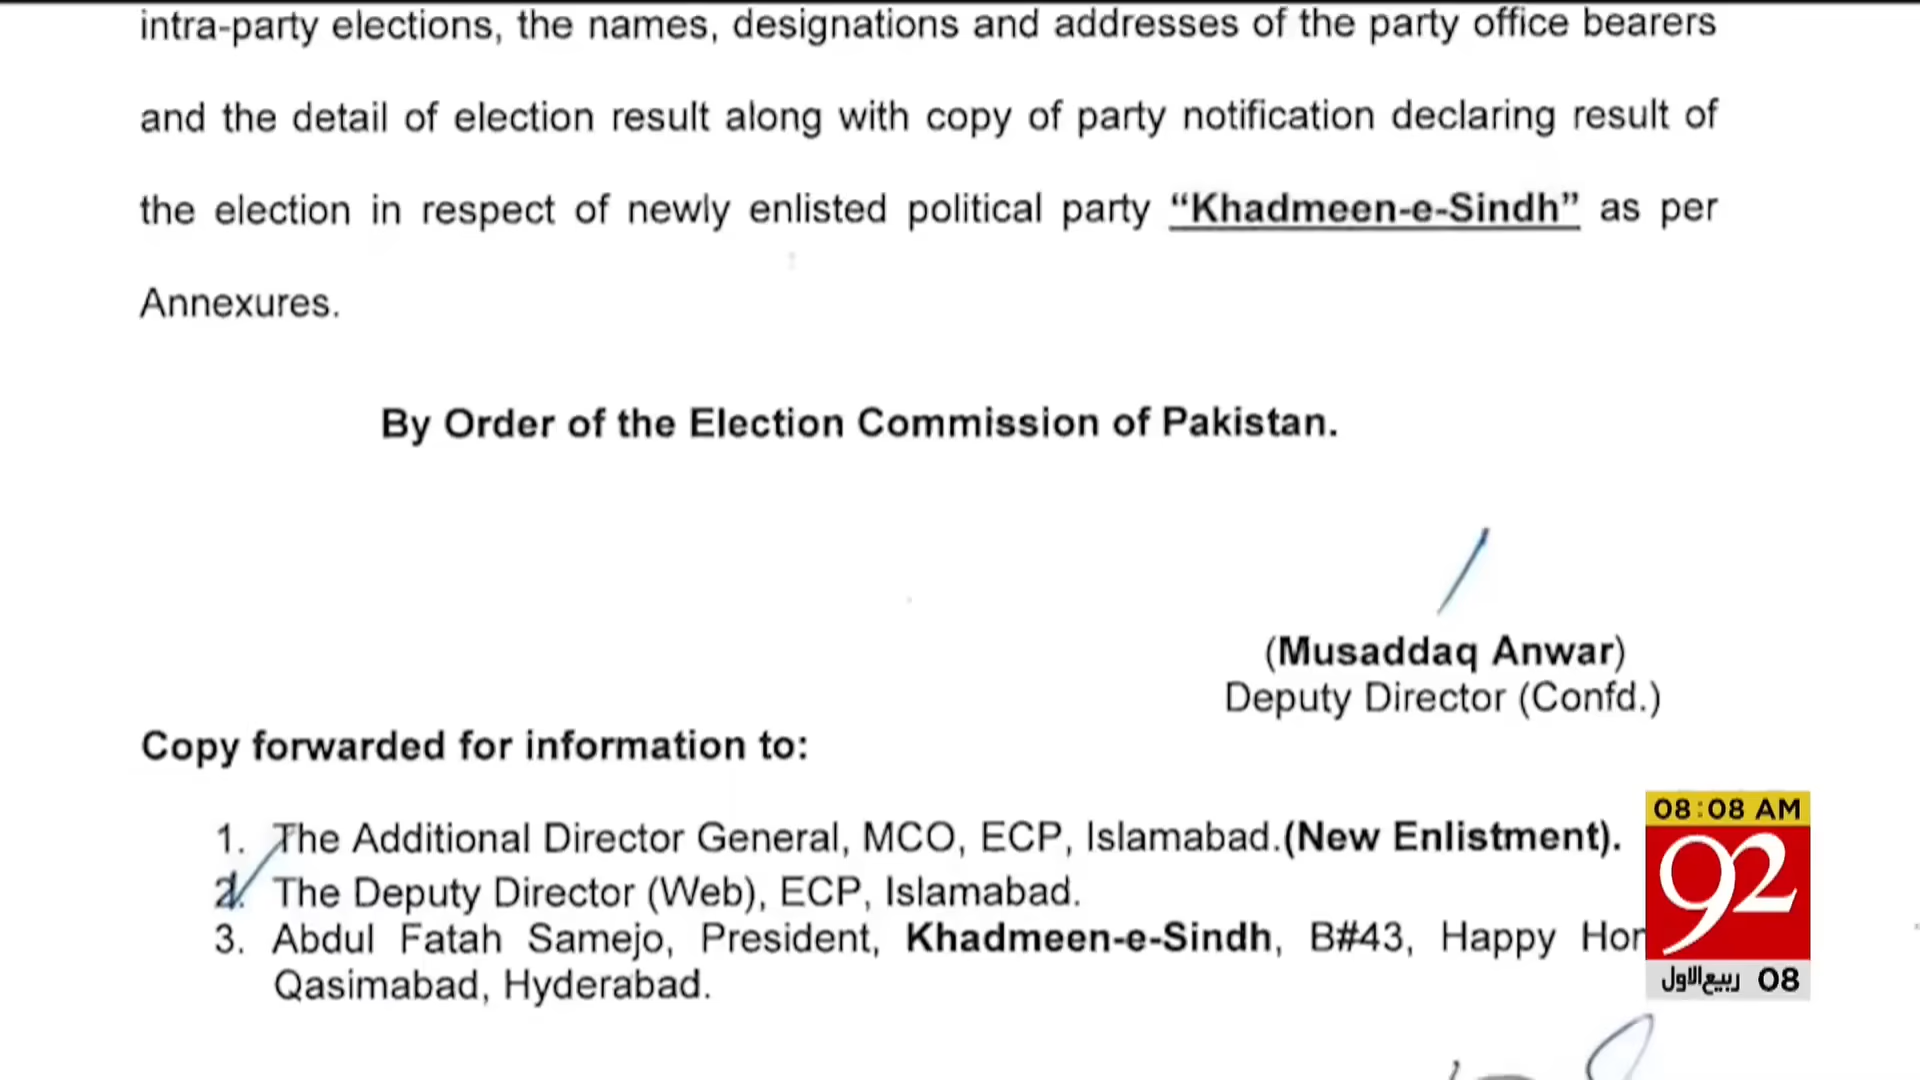 intra-party elections, the names, designations and addresses of the party office bearers
and the detail of election result along with copy of party notification declaring result of
the election in respect of newly enlisted political party “Khadmeen-e-Sindh” as per
Annexures.
By Order of the Election Commission of Pakistan.
(Musaddaq Anwar)
Deputy Director (Confd.)
Copy forwarded for information to:
1. The Additional Director General, MCO, ECP, Islamabad.(New Enlistment).
2. The Deputy Director (Web), ECP, Islamabad.
3. Abdul Fatah Samejo, President, Khadmeen-e-Sindh, B#43, Happy
Qasimabad, Hyderabad.
08:08 AM
92
08 ربیع الاول